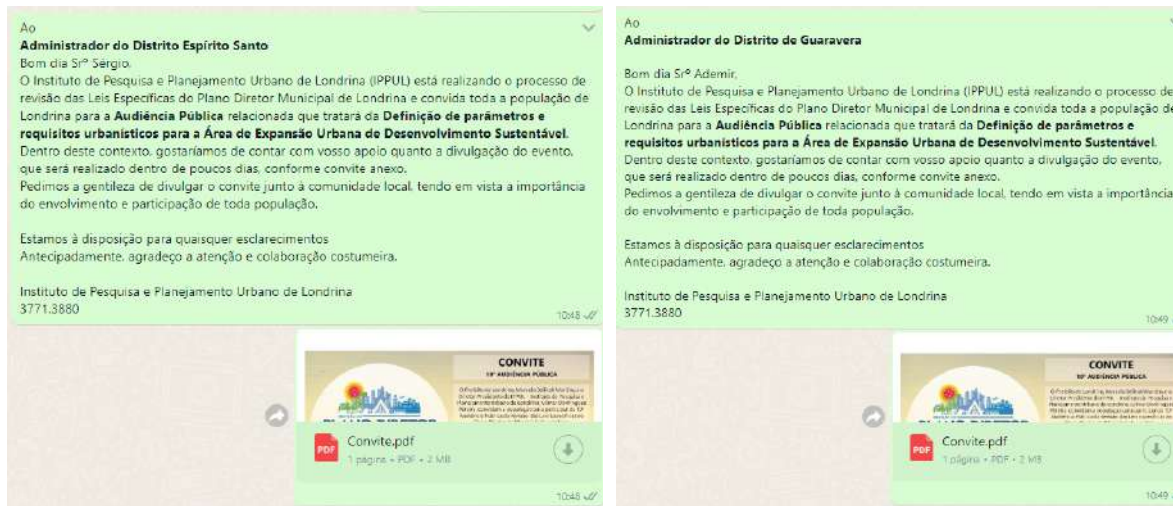 Ao
Administrador do Distrito Espírito Santo
Bom dia Srº Sérgio,
O Instituto de Pesquisa e Planejamento Urbano de Londrina (IPPUL) está realizando o processo de
revisão das Leis Específicas do Plano Diretor Municipal de Londrina e convida toda a população de
Londrina para a Audiência Pública relacionada que tratará da Definição de parâmetros e
requisitos urbanísticos para a Área de Expansão Urbana de Desenvolvimento Sustentável.
Dentro deste contexto, gostaríamos de contar com vosso apoio quanto a divulgação do evento,
que será realizado dentro de poucos dias, conforme convite anexo.
Pedimos a gentileza de divulgar o convite junto à comunidade local, tendo em vista a importância
do envolvimento e participação de toda população.
Estamos à disposição para quaisquer esclarecimentos
Antecipadamente, agradeço a atenção e colaboração costumeira.
Instituto de Pesquisa e Planejamento Urbano de Londrina
3771.3880
10:48
CONVITE
10ª AUDIÊNCIA PÚBLICA
PLANO DIRETOR
PDF
Convite.pdf
1 página • PDF • 2 MB
10:48
Ao
Administrador do Distrito de Guaravera
Bom dia Srº Ademir,
O Instituto de Pesquisa e Planejamento Urbano de Londrina (IPPUL) está realizando o processo de
revisão das Leis Específicas do Plano Diretor Municipal de Londrina e convida toda a população de
Londrina para a Audiência Pública relacionada que tratará da Definição de parâmetros e
requisitos urbanísticos para a Área de Expansão Urbana de Desenvolvimento Sustentável.
Dentro deste contexto, gostaríamos de contar com vosso apoio quanto a divulgação do evento,
que será realizado dentro de poucos dias, conforme convite anexo.
Pedimos a gentileza de divulgar o convite junto à comunidade local, tendo em vista a importância
do envolvimento e participação de toda população.
Estamos à disposição para quaisquer esclarecimentos
Antecipadamente, agradeço a atenção e colaboração costumeira.
Instituto de Pesquisa e Planejamento Urbano de Londrina
3771.3880
10:49
CONVITE
10ª AUDIÊNCIA PÚBLICA
PLANO DIRETOR
PDF
Convite.pdf
1 página • PDF • 2 MB
10:49